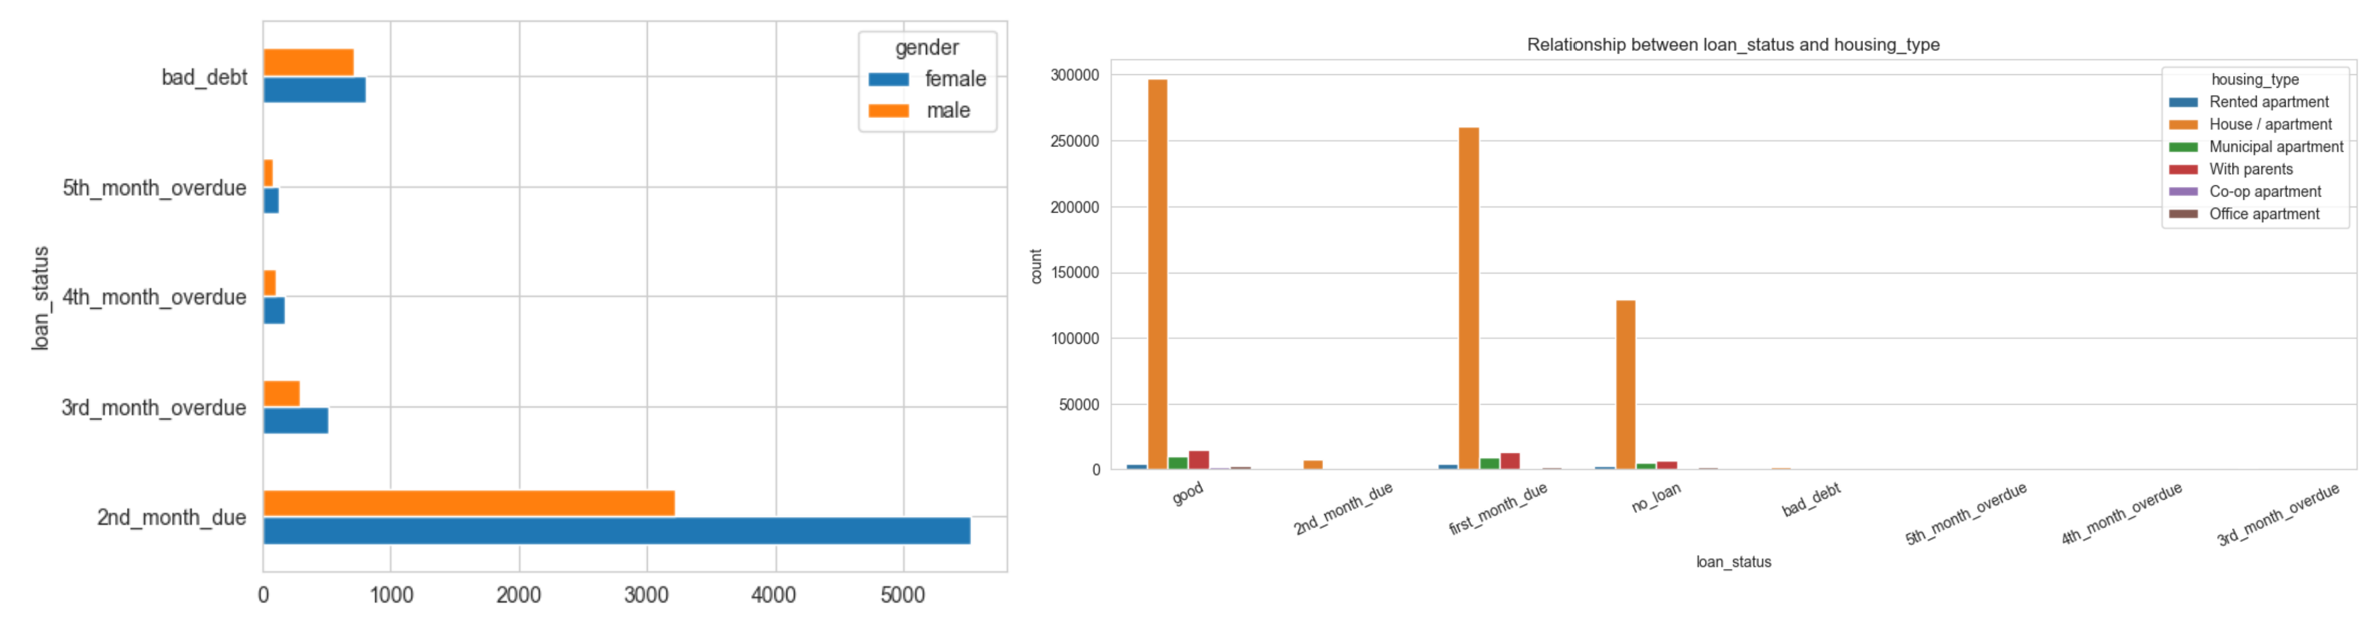 gender
female
male
bad_debt
5th_month_overdue
4th_month_overdue
3rd_month_overdue
2nd_month_due
loan_status
0 1000 2000 3000 4000 5000
Relationship between loan_status and housing_type
housing_type
Rented apartment
House / apartment
Municipal apartment
With parents
Co-op apartment
Office apartment
300000
250000
200000
150000
100000
50000
0
count
good 2nd_month_due first_month_due no_loan bad_debt 5th_month_overdue 4th_month_overdue 3rd_month_overdue
loan_status